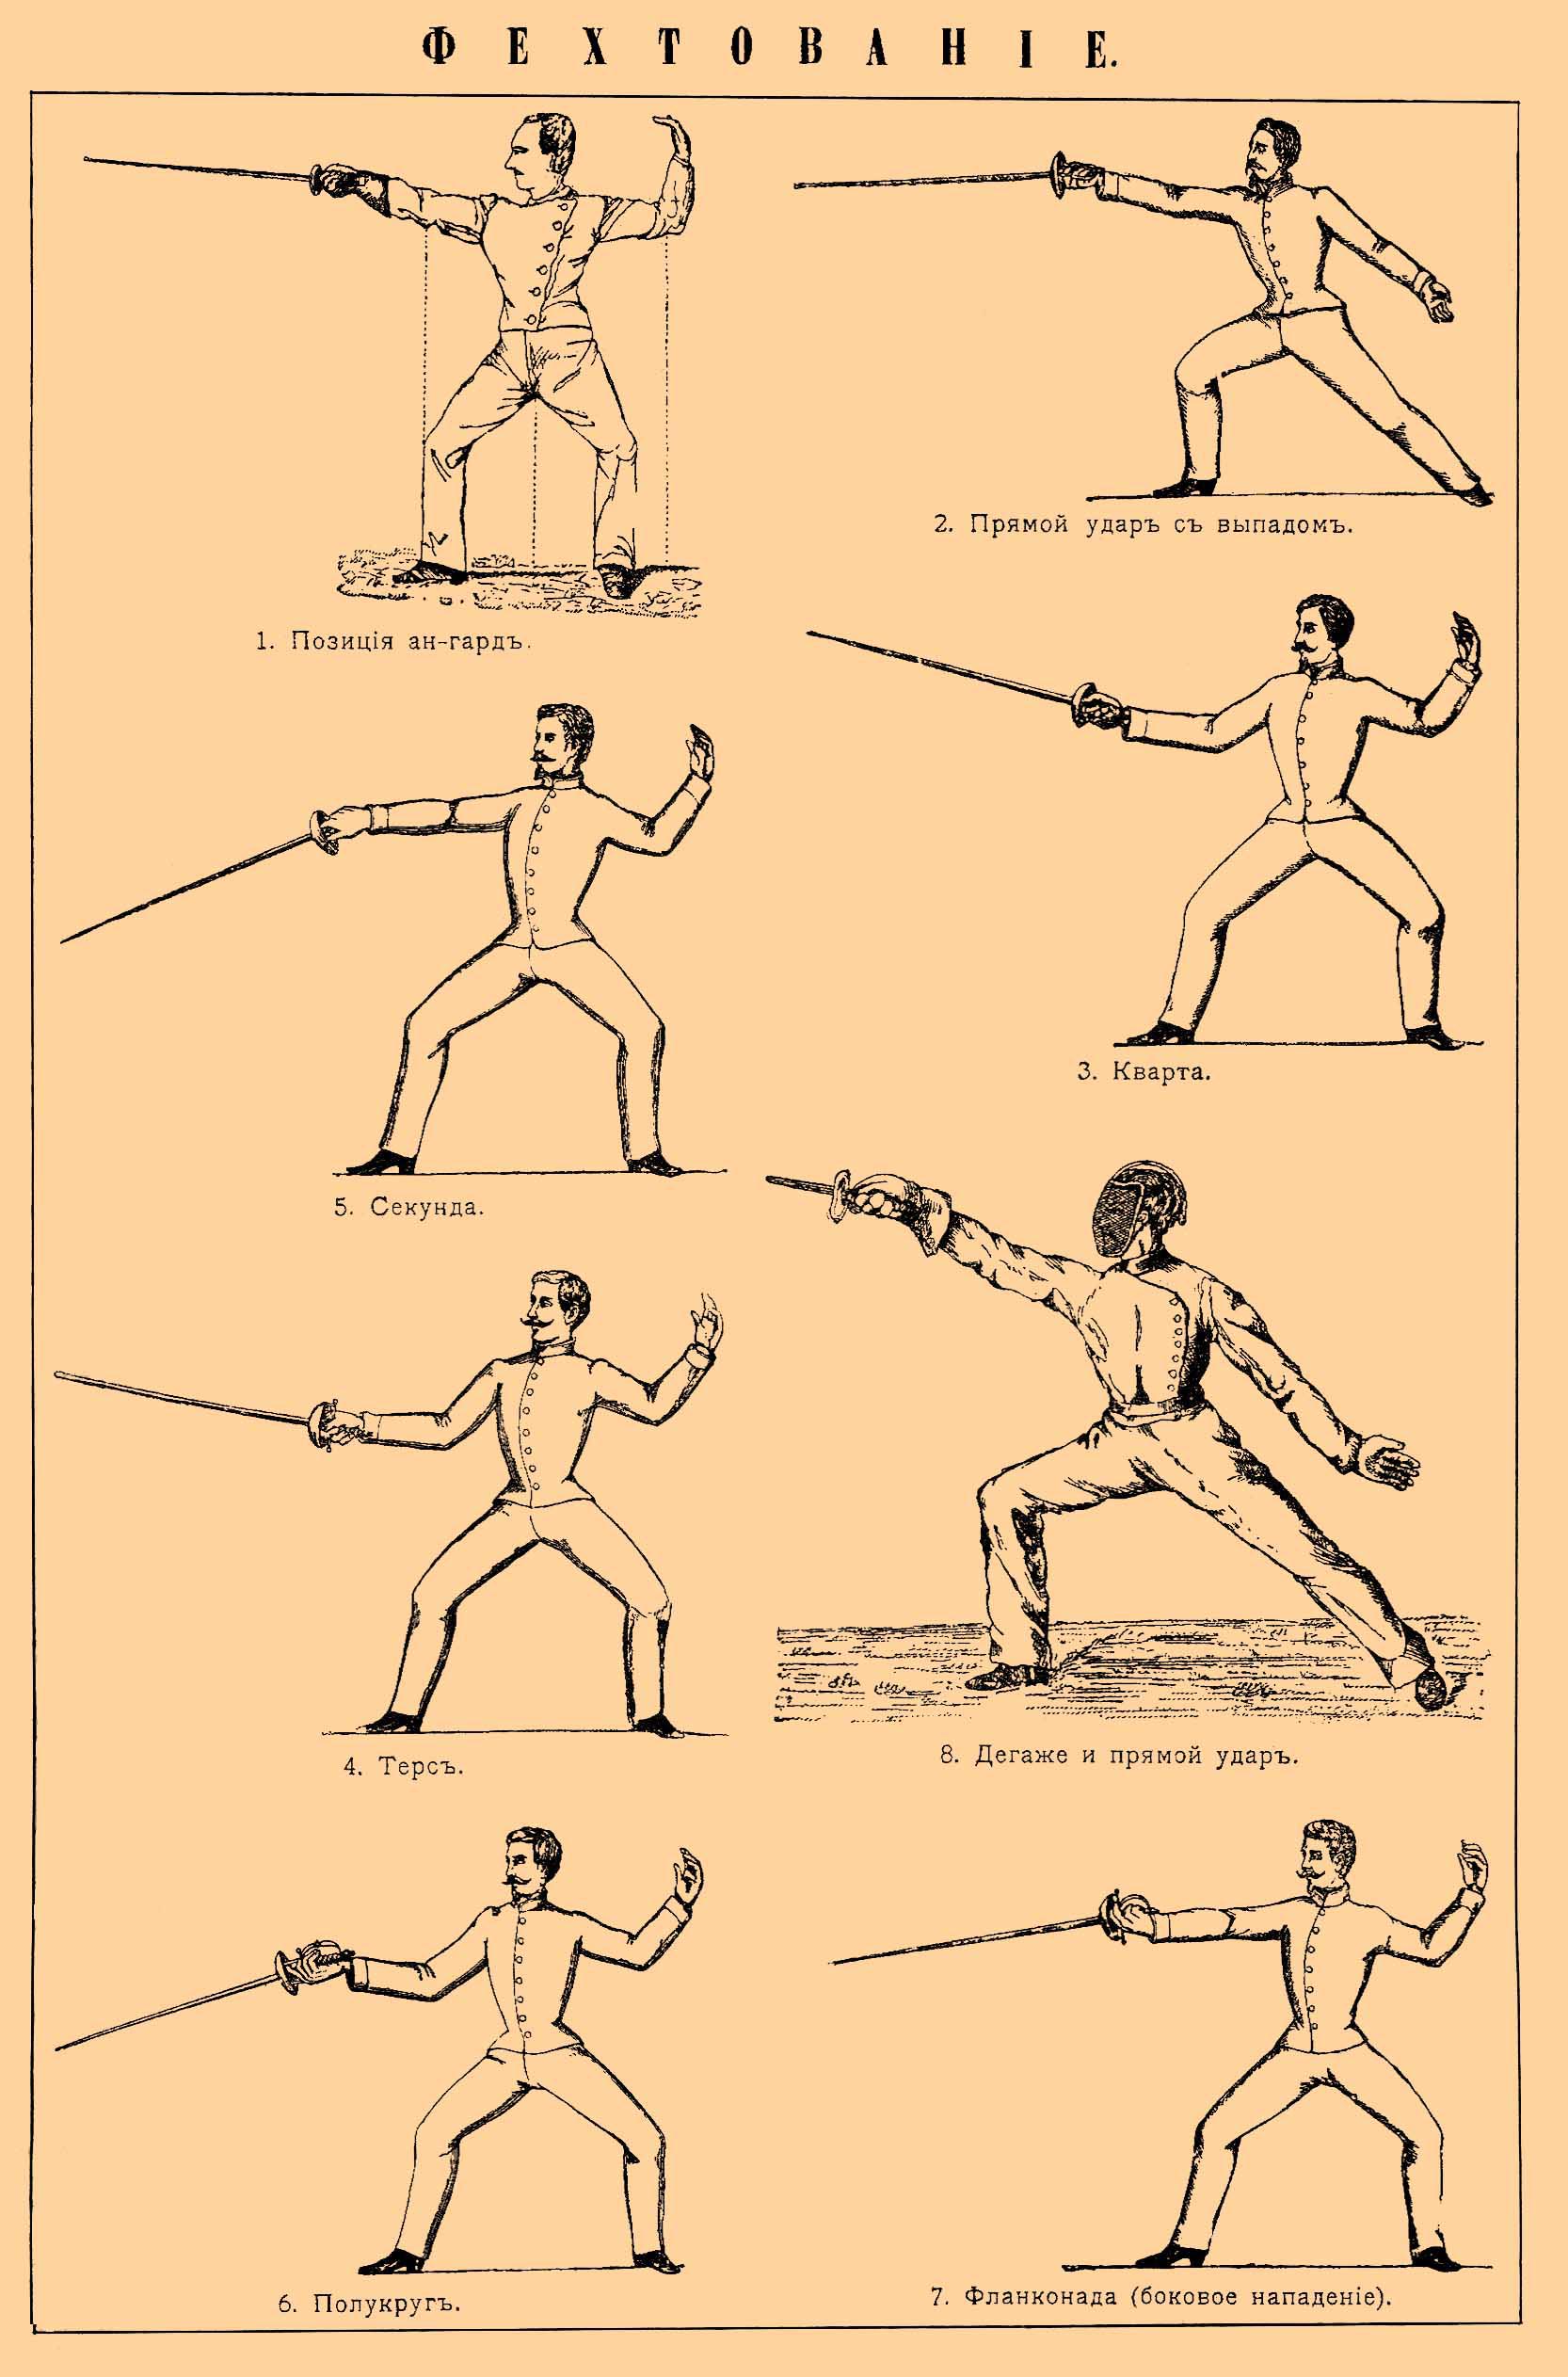 ФЕХТОВАНІЕ.
1. Позиція ан-гардъ.
2. Прямой ударъ съ выпадомъ.
3. Кварта.
5. Секунда.
4. Терсъ.
8. Дегаже и прямой ударъ.
6. Полукругъ.
7. Фланконада (боковое нападеніе).